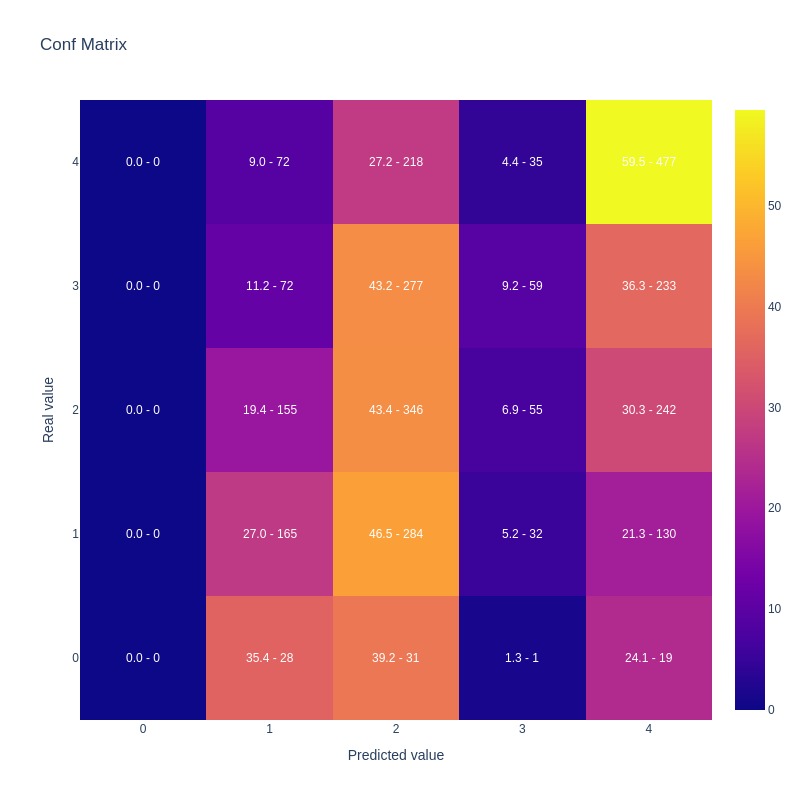 Conf Matrix
4 0.0 - 0 9.0 - 72 27.2 - 218 4.4 - 35 59.5 - 477
50
3 0.0 - 0 11.2 - 72 43.2 - 277 9.2 - 59 36.3 - 233
40
Real value
2 0.0 - 0 19.4 - 155 43.4 - 346 6.9 - 55 30.3 - 242
30
1 0.0 - 0 27.0 - 165 46.5 - 284 5.2 - 32 21.3 - 130
20
10
0 0.0 - 0 35.4 - 28 39.2 - 31 1.3 - 1 24.1 - 19
0
0 1 2 3 4
Predicted value